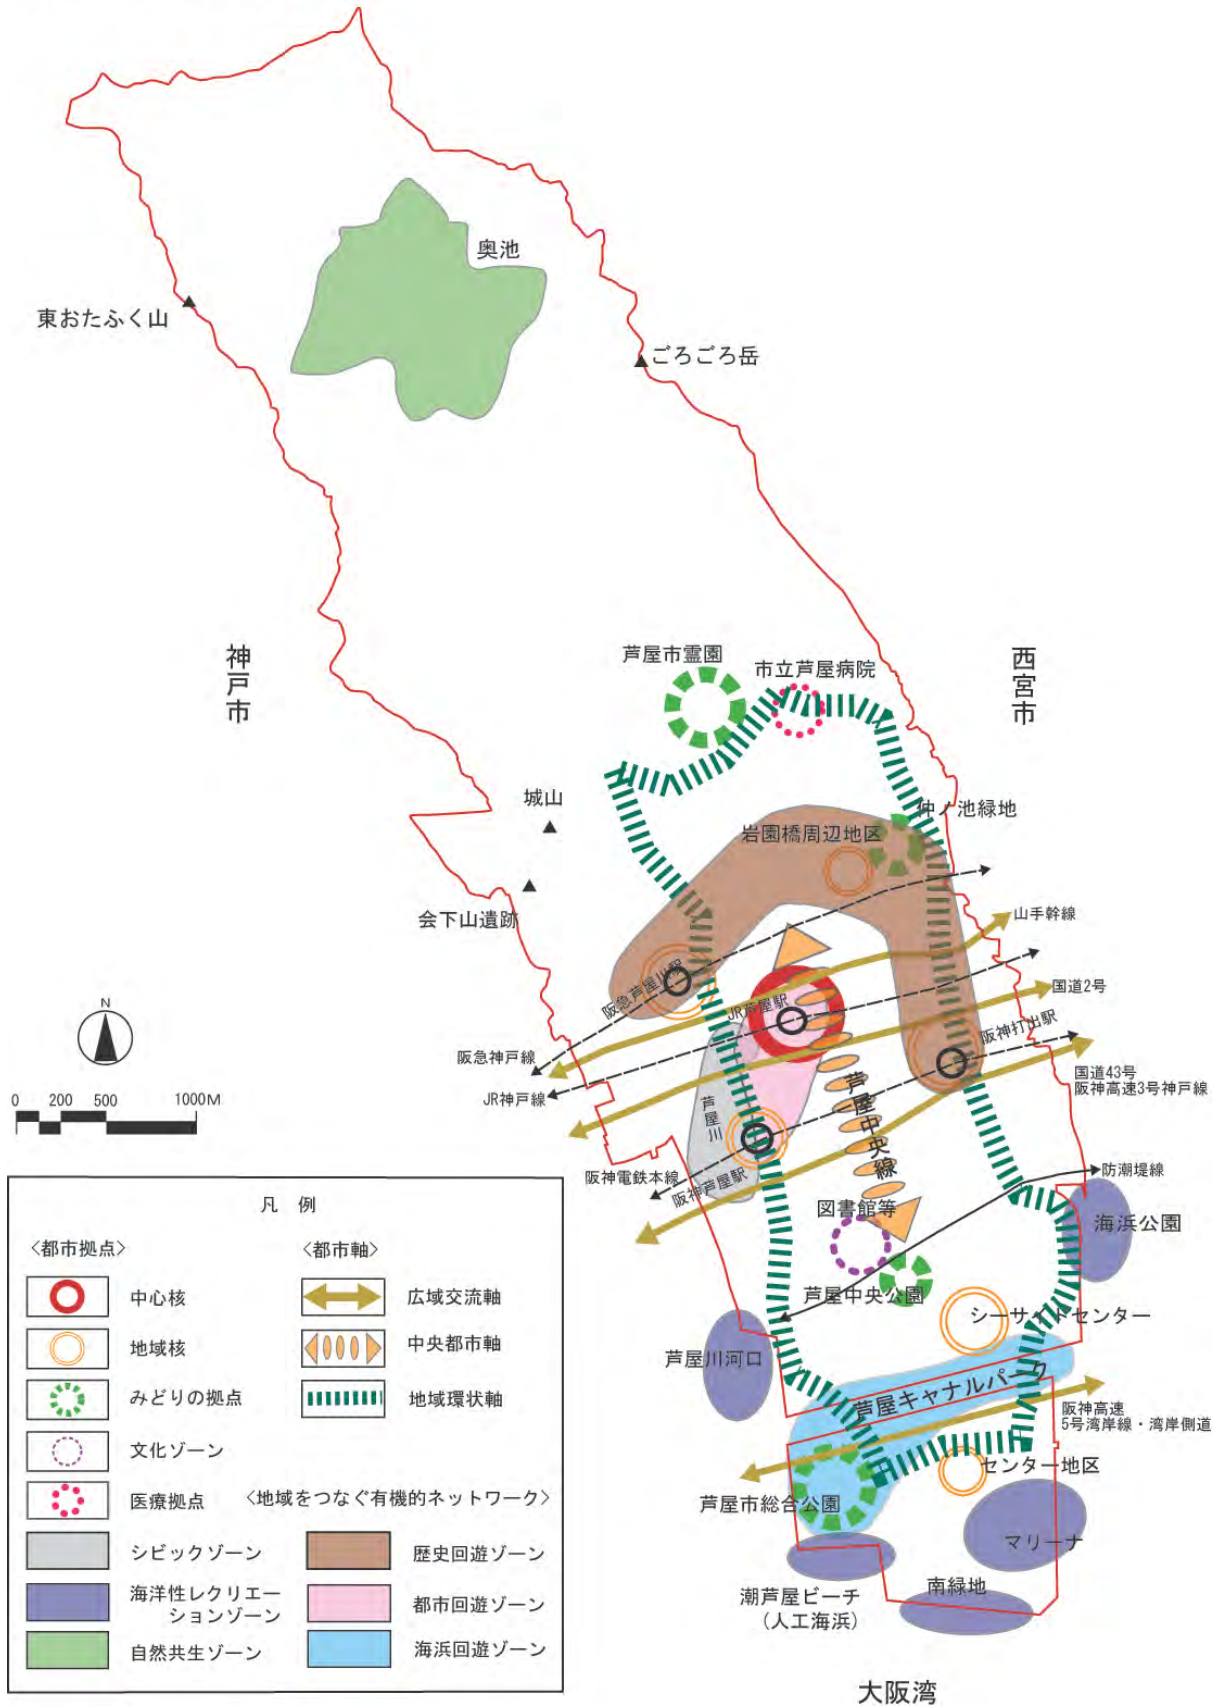 奥池
東おたふく山
ごろごろ岳
神戸市
西宮市
芦屋市霊園
市立芦屋病院
城山
仲ノ池緑地
岩園橋周辺地区
会下山遺跡
山手幹線
阪急芦屋川駅
JR芦屋駅
国道2号
阪神打出駅
N
阪急神戸線
国道43号
阪神高速3号神戸線
JR神戸線
0 200 500 1000M
芦屋川
芦屋中央線
阪神電鉄本線
阪神芦屋駅
防潮堤線
図書館等
海浜公園
芦屋中央公園
シーサイドセンター
芦屋川河口
芦屋キャナルパーク
阪神高速
5号湾岸線・湾岸側道
センター地区
芦屋市総合公園
マリーナ
潮芦屋ビーチ
(人工海浜)
南緑地
大阪湾
凡 例
<都市拠点>
中心核
地域核
みどりの拠点
文化ゾーン
医療拠点
シビックゾーン
海洋性レクリエー
ションゾーン
自然共生ゾーン
<都市軸>
広域交流軸
中央都市軸
地域環状軸
<地域をつなぐ有機的ネットワーク>
歴史回遊ゾーン
都市回遊ゾーン
海浜回遊ゾーン